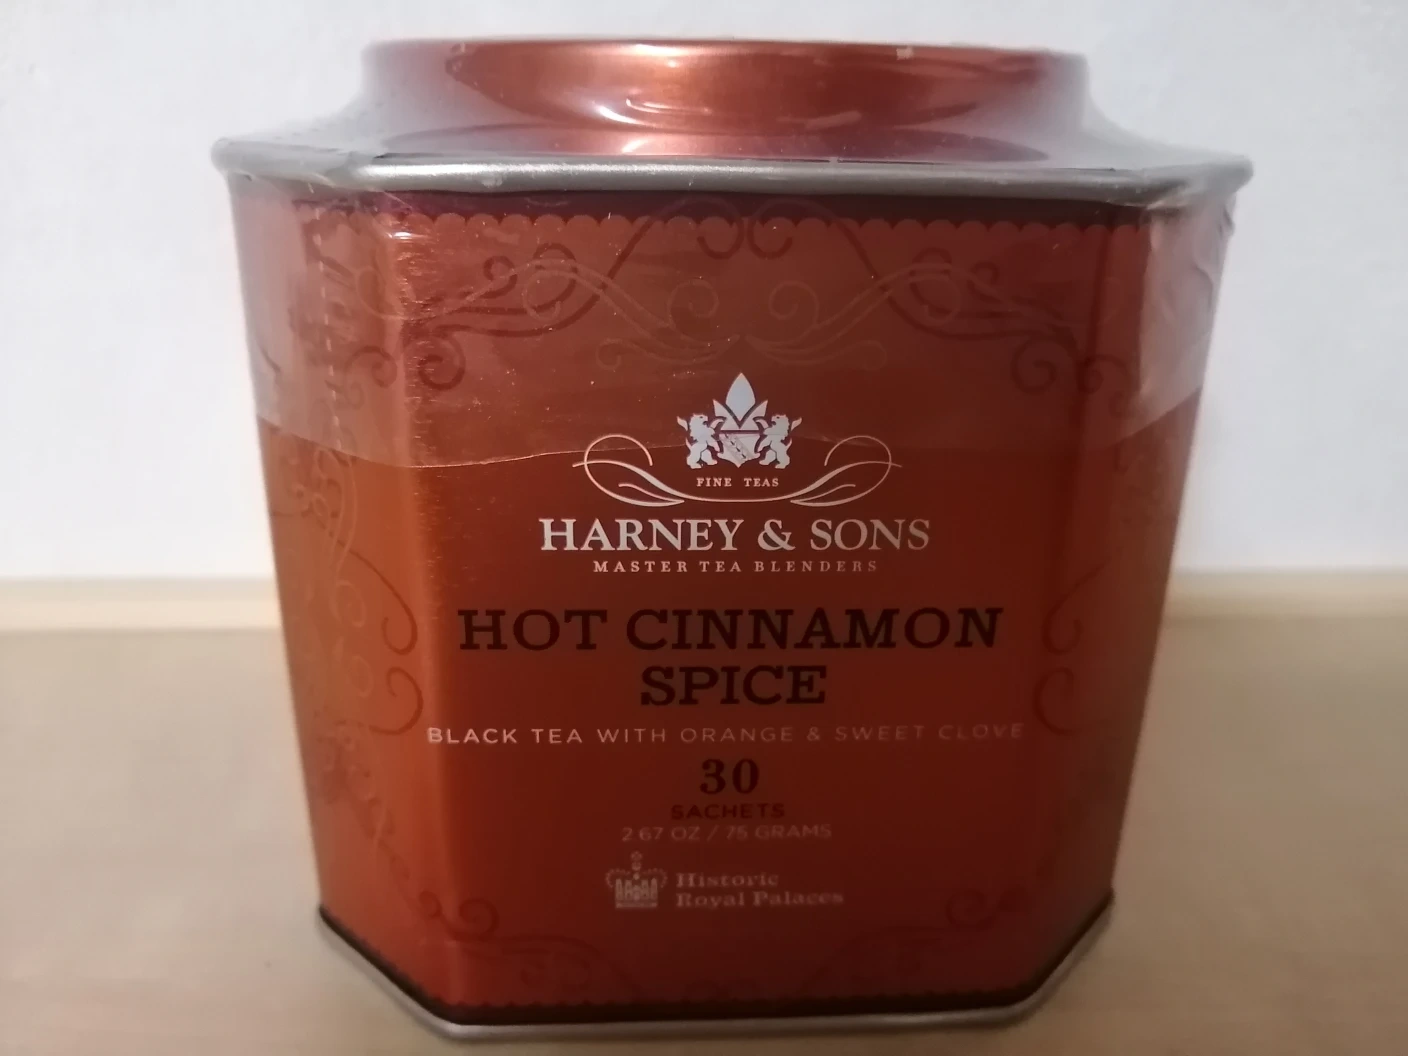 FINE TEAS
HARNEY & SONS
MASTER TEA BLENDERS
HOT CINNAMON
SPICE
BLACK TEA WITH ORANGE & SWEET CLOVE
30
SACHETS
2.67 OZ / 75 GRAMS
Historic
Royal Palaces